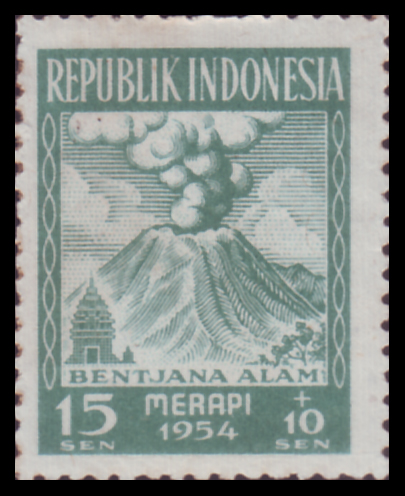 REPUBLIK INDONESIA
BENTJANA ALAM
15 SEN
MERAPI
1954
+ 10 SEN